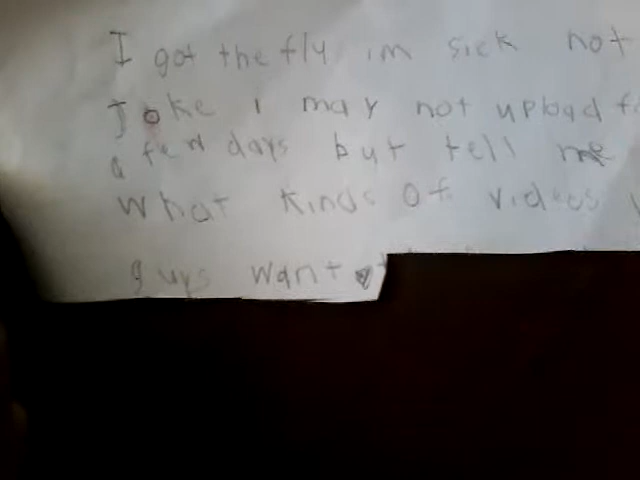 I got the fly im sick not
Joke i may not upload f
a few days but tell me
what kinds of videos
guys want